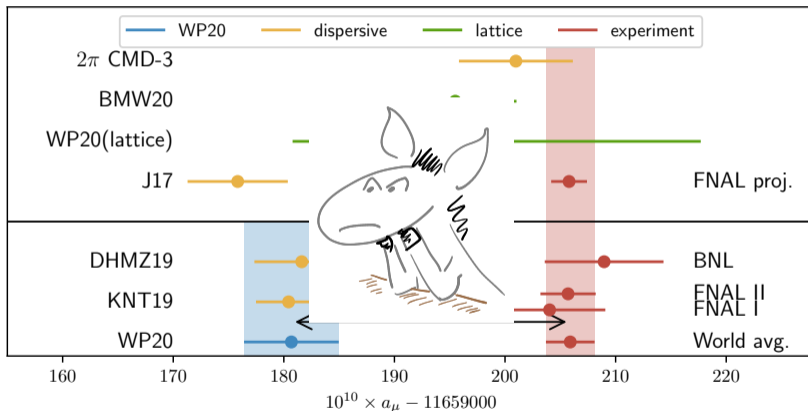 WP20 dispersive lattice experiment
2π CMD-3
BMW20
WP20(lattice)
J17 FNAL proj.
DHMZ19 BNL
FNAL II
KNT19 FNAL I
WP20 World avg.
160 170 180 190 200 210 220
10¹⁰ × aμ − 11659000